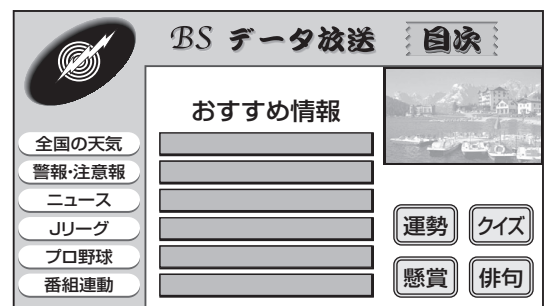 BS データ放送 目次
おすすめ情報
全国の天気
警報・注意報
ニュース
Jリーグ
プロ野球
番組連動
運勢 クイズ
懸賞 俳句